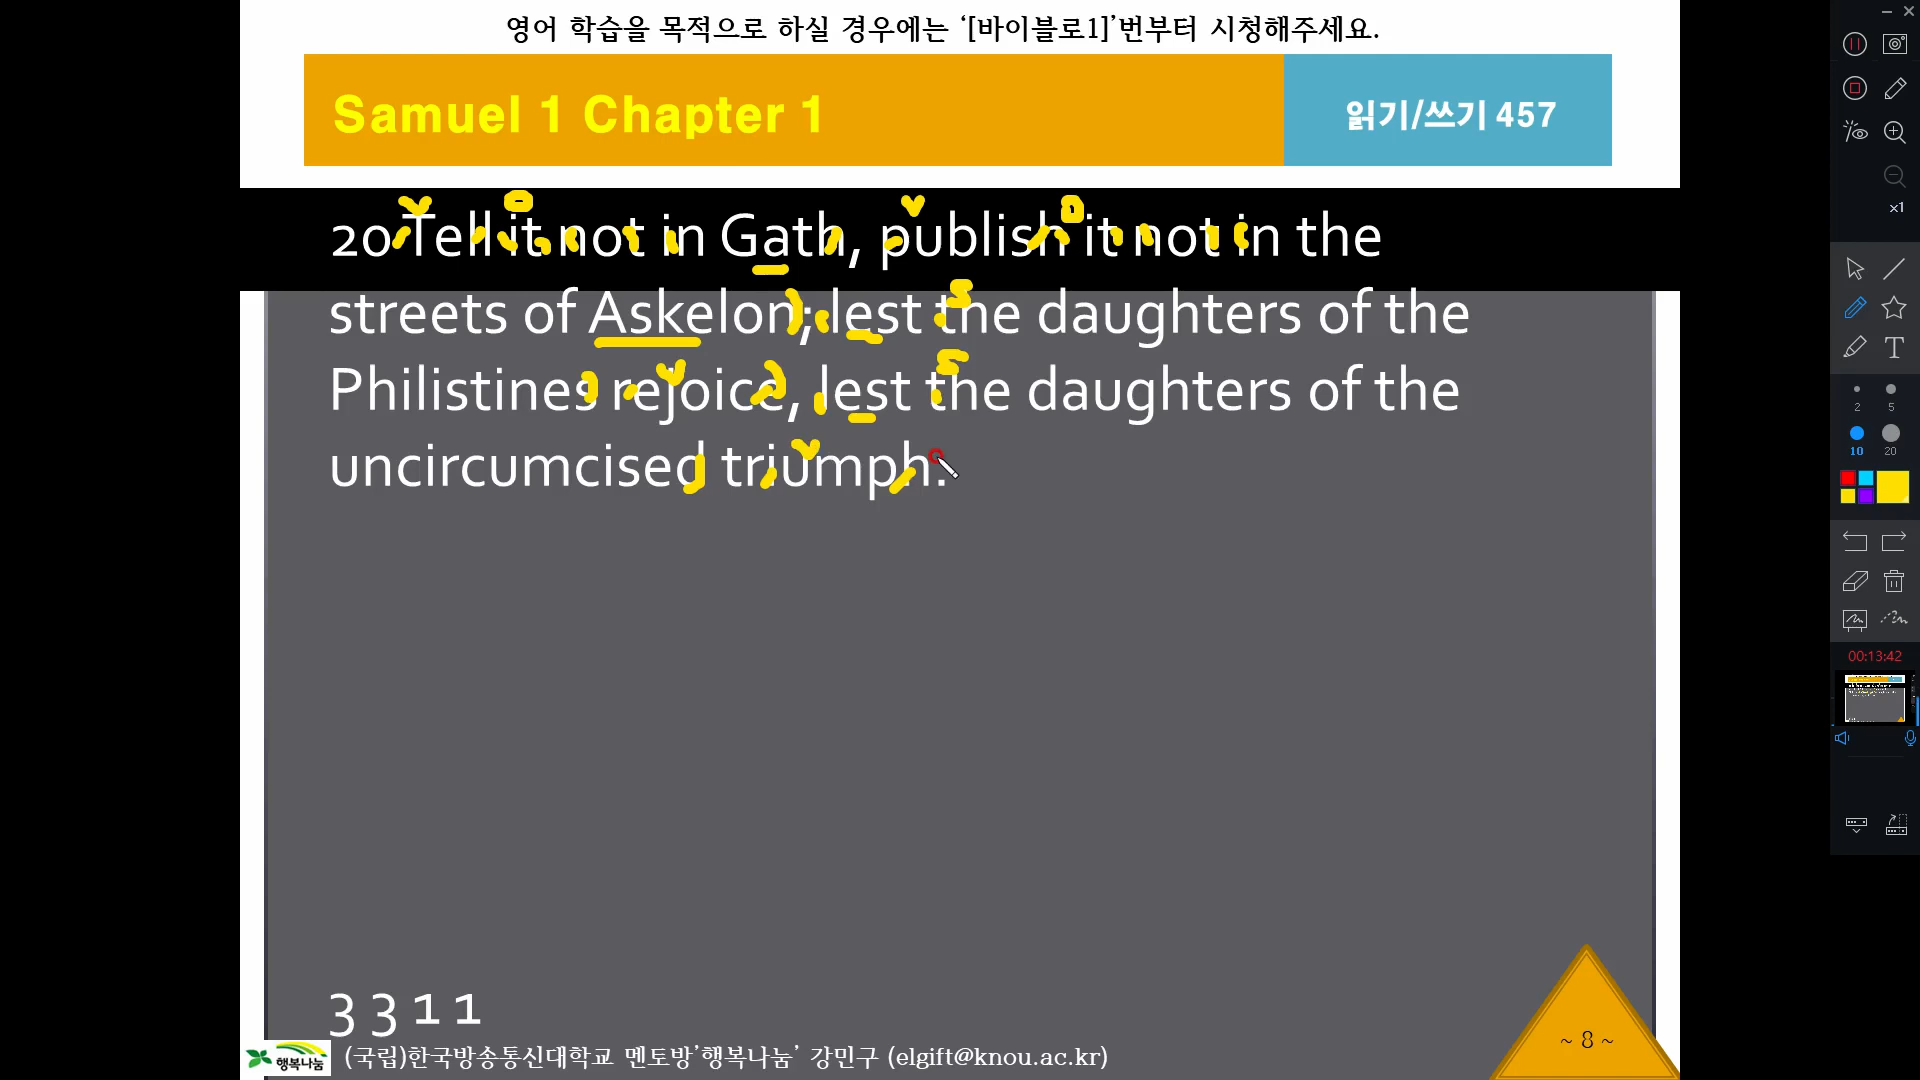 영어 학습을 목적으로 하실 경우에는 ‘[바이블로1]’번부터 시청해주세요.
Samuel 1 Chapter 1
읽기/쓰기 457
20 Tell it not in Gath, publish it not in the
streets of Askelon; lest the daughters of the
Philistines rejoice, lest the daughters of the
uncircumcised triumph.
3 3 1 1
행복나눔
(국립)한국방송통신대학교 멘토방’행복나눔’ 강민구 (elgift@knou.ac.kr)
~ 8 ~
x1
T
2
5
10
20
00:13:42